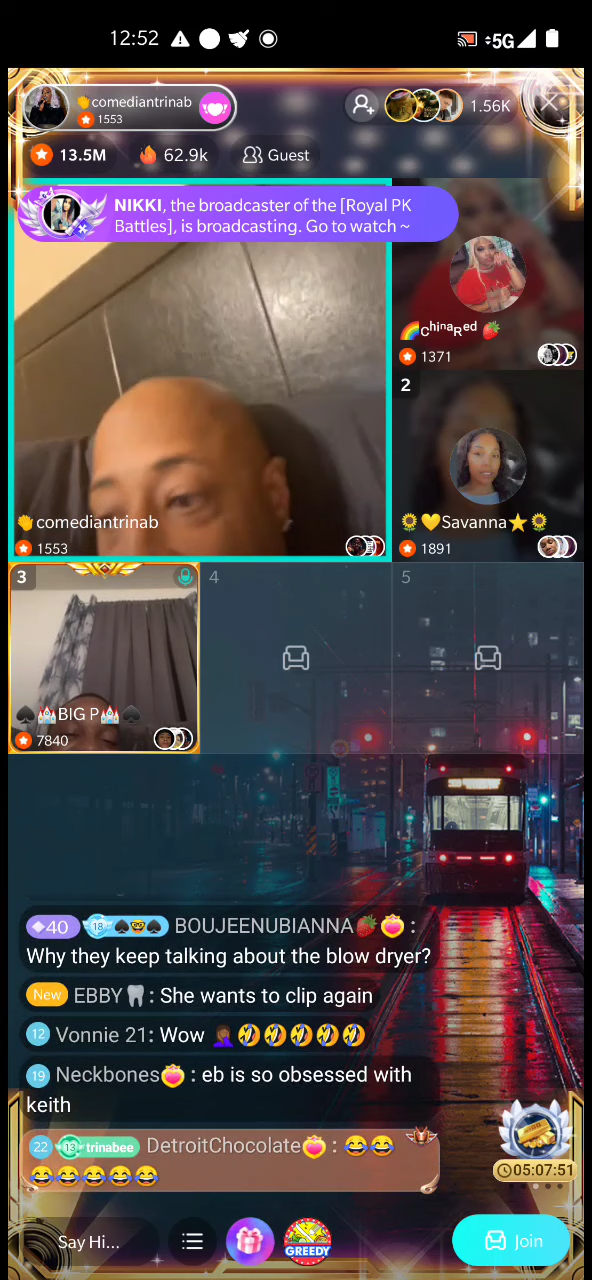 12:52
5G
👋comediantrinab
1553
1.56K
13.5M
62.9k
Guest
NIKKI, the broadcaster of the [Royal PK
Battles], is broadcasting. Go to watch ~
🌈cʰⁱⁿᵃRᵉᵈ 🍓
1371
2
👋comediantrinab
1553
🌻💛Savanna⭐🌻
1891
3
4
5
♠️🏰BIG P🏰♠️
7840
40 18 ♠️🤓♠️ BOUJEENUBIANNA🍓🍑 :
Why they keep talking about the blow dryer?
New EBBY🦷: She wants to clip again
12 Vonnie 21: Wow 🤦🏾‍♀️🤣🤣🤣🤣🤣
19 Neckbones🍑 : eb is so obsessed with
keith
22 13 trinabee DetroitChocolate🍑 : 😂😂
😂😂😂😂😂
05:07:51
Say Hi...
GREEDY
Join